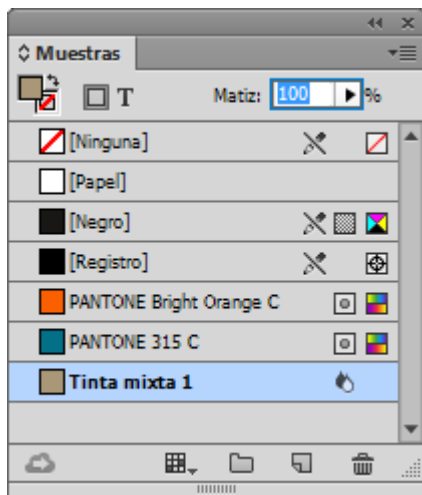 Muestras
T Matiz: 100 %
[Ninguna]
[Papel]
[Negro]
[Registro]
PANTONE Bright Orange C
PANTONE 315 C
Tinta mixta 1